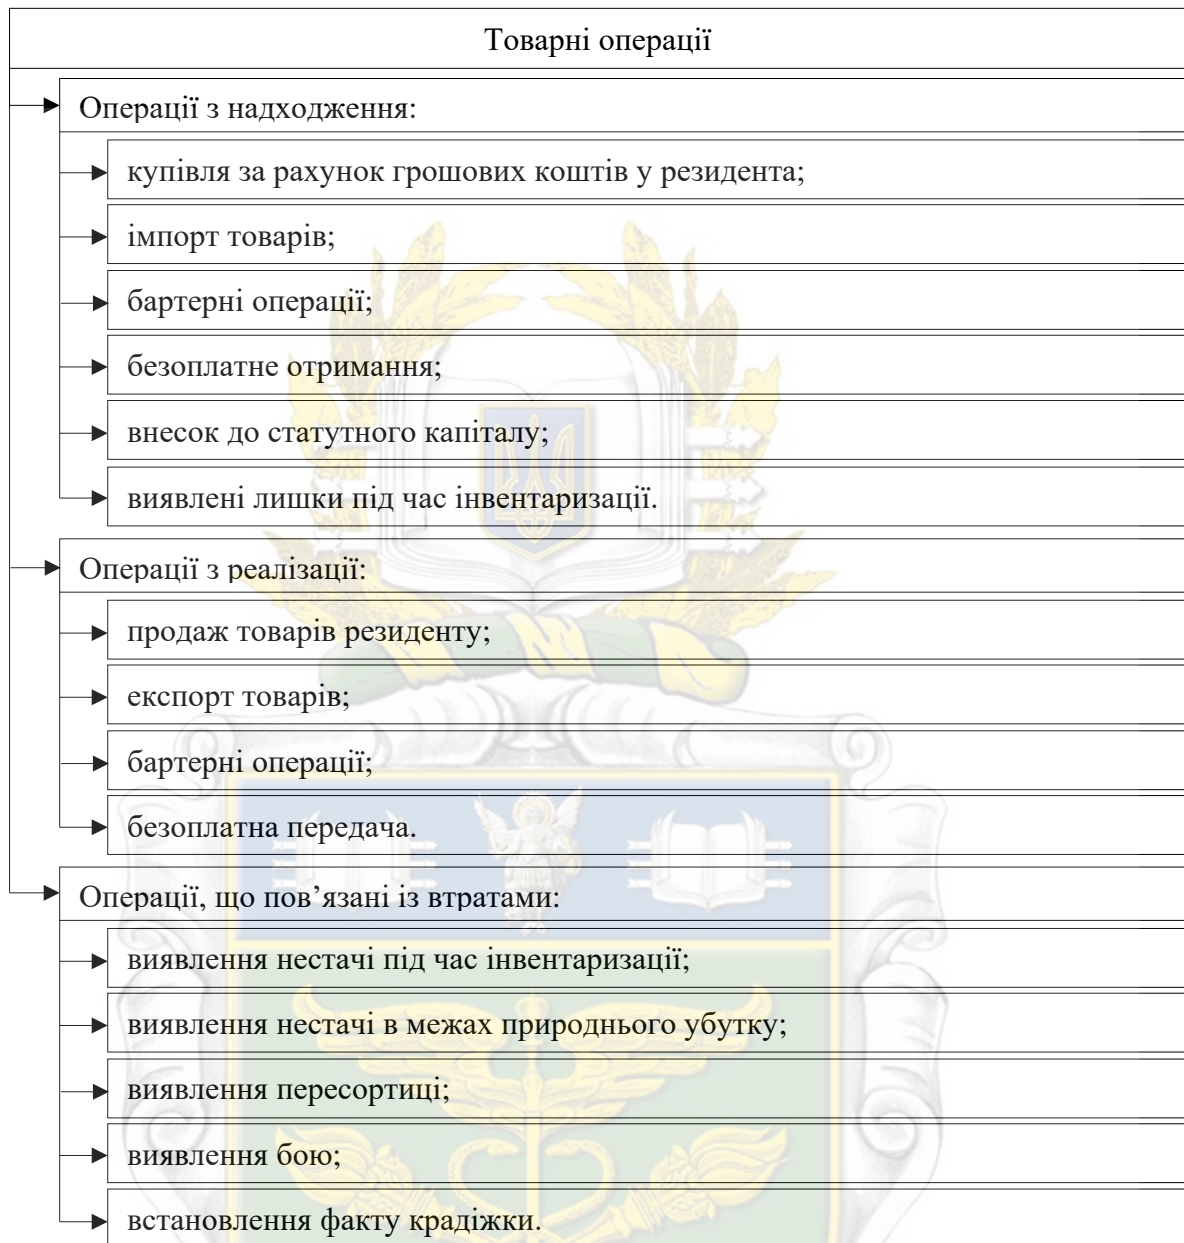 Товарні операції
Операції з надходження:
купівля за рахунок грошових коштів у резидента;
імпорт товарів;
бартерні операції;
безоплатне отримання;
внесок до статутного капіталу;
виявлені лишки під час інвентаризації.
Операції з реалізації:
продаж товарів резиденту;
експорт товарів;
бартерні операції;
безоплатна передача.
Операції, що пов’язані із втратами:
виявлення нестачі під час інвентаризації;
виявлення нестачі в межах природнього убутку;
виявлення пересортиці;
виявлення бою;
встановлення факту крадіжки.